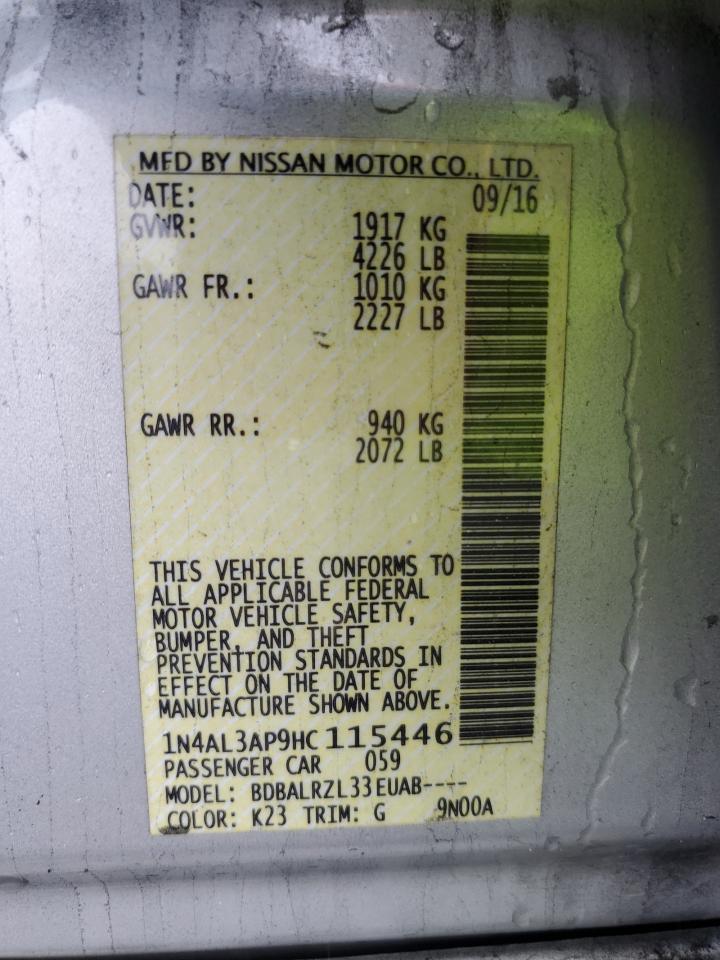 MFD BY NISSAN MOTOR CO., LTD.
DATE: 09/16
GVWR: 1917 KG
4226 LB
GAWR FR.: 1010 KG
2227 LB
GAWR RR.: 940 KG
2072 LB
THIS VEHICLE CONFORMS TO
ALL APPLICABLE FEDERAL
MOTOR VEHICLE SAFETY,
BUMPER, AND THEFT
PREVENTION STANDARDS IN
EFFECT ON THE DATE OF
MANUFACTURE SHOWN ABOVE.
1N4AL3AP9HC115446
PASSENGER CAR 059
MODEL: BDBALRZL33EUAB----
COLOR: K23 TRIM: G 9N00A